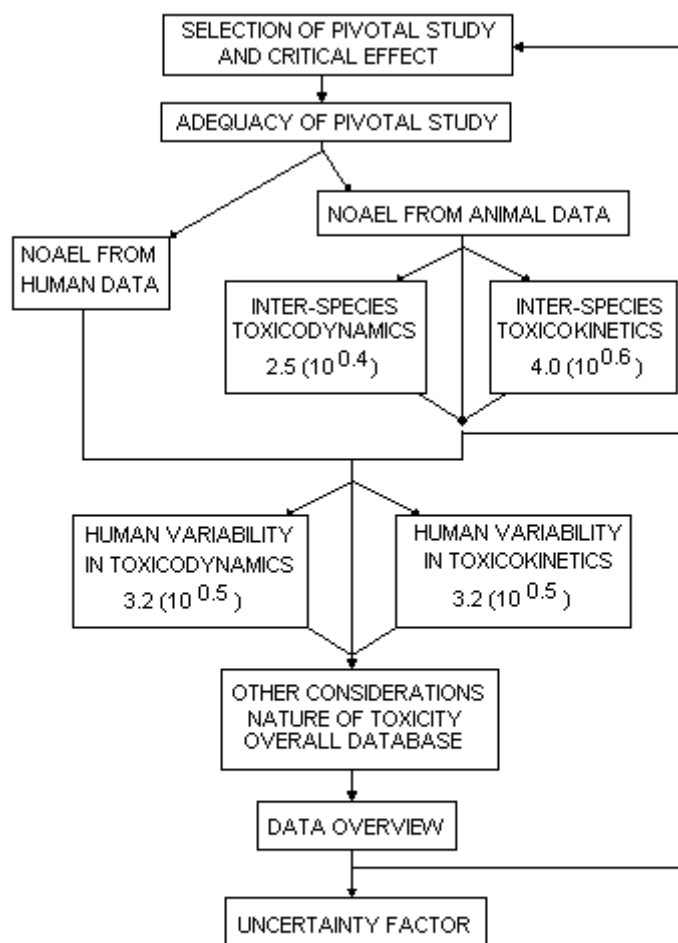 SELECTION OF PIVOTAL STUDY
AND CRITICAL EFFECT
ADEQUACY OF PIVOTAL STUDY
NOAEL FROM ANIMAL DATA
NOAEL FROM
HUMAN DATA
INTER-SPECIES
TOXICODYNAMICS
2.5 (10^0.4)
INTER-SPECIES
TOXICOKINETICS
4.0 (10^0.6)
HUMAN VARIABILITY
IN TOXICODYNAMICS
3.2 (10^0.5)
HUMAN VARIABILITY
IN TOXICOKINETICS
3.2 (10^0.5)
OTHER CONSIDERATIONS
NATURE OF TOXICITY
OVERALL DATABASE
DATA OVERVIEW
UNCERTAINTY FACTOR